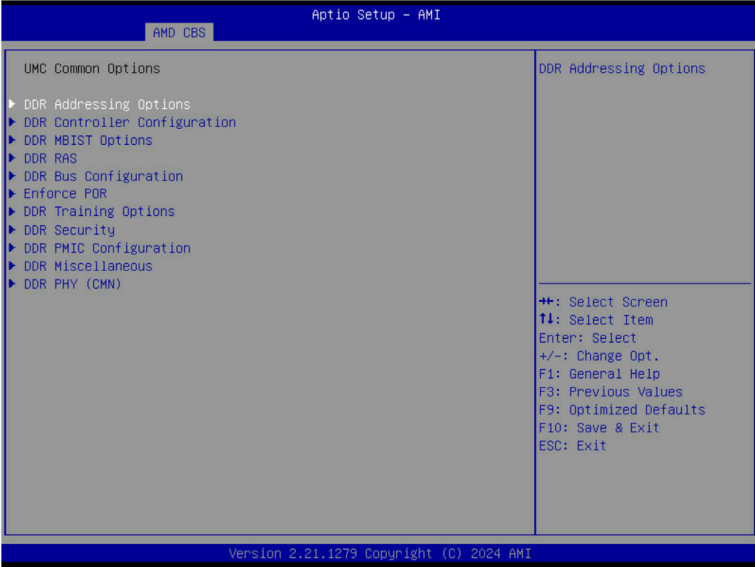 Aptio Setup – AMI
AMD CBS
UMC Common Options
DDR Addressing Options
DDR Controller Configuration
DDR MBIST Options
DDR RAS
DDR Bus Configuration
Enforce POR
DDR Training Options
DDR Security
DDR PMIC Configuration
DDR Miscellaneous
DDR PHY (CMN)
DDR Addressing Options
→←: Select Screen
↑↓: Select Item
Enter: Select
+/-: Change Opt.
F1: General Help
F3: Previous Values
F9: Optimized Defaults
F10: Save & Exit
ESC: Exit
Version 2.21.1279 Copyright (C) 2024 AMI